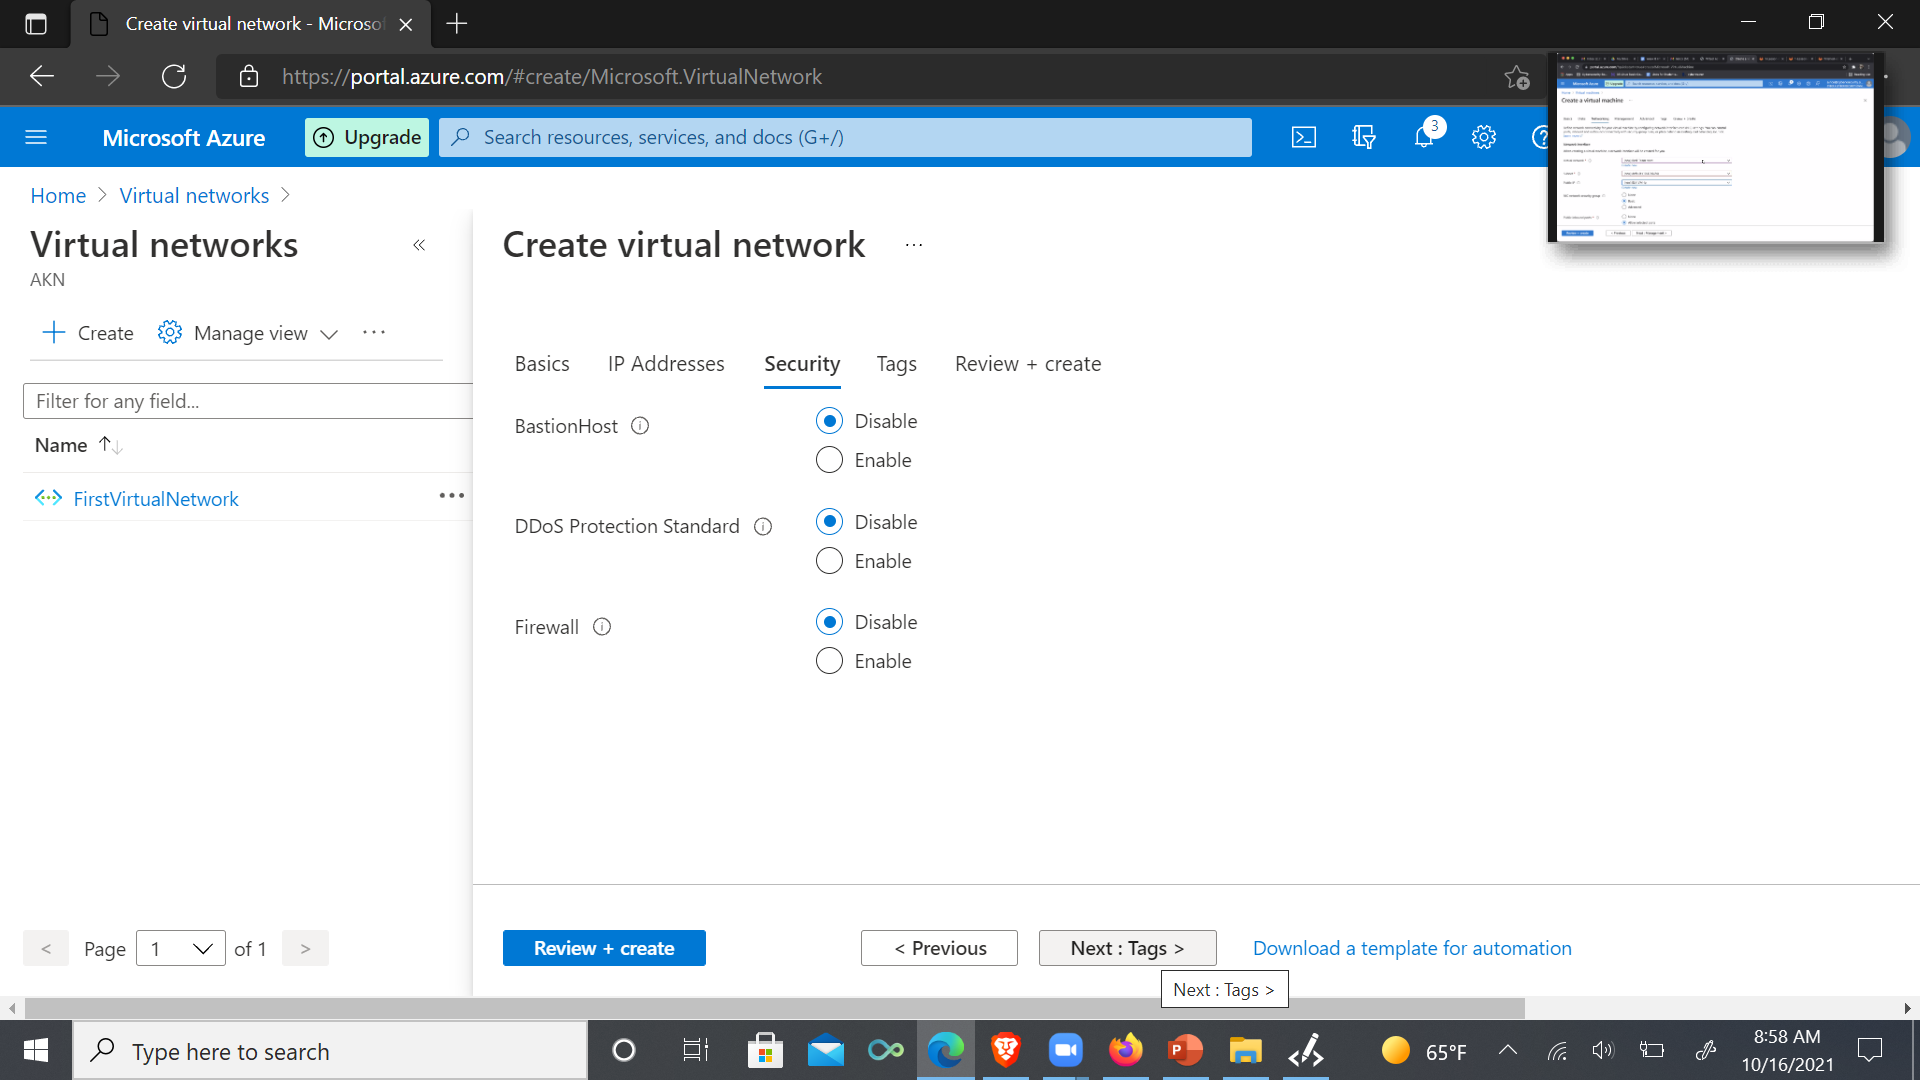 Create virtual network - Microso
https://portal.azure.com/#create/Microsoft.VirtualNetwork
Microsoft Azure
Upgrade
Search resources, services, and docs (G+/)
3
Create a virtual machine
Home > Virtual networks >
Virtual networks
AKN
Create
Manage view
Filter for any field...
Name
FirstVirtualNetwork
< Page 1 of 1 >
Create virtual network
Basics
IP Addresses
Security
Tags
Review + create
BastionHost
Disable
Enable
DDoS Protection Standard
Disable
Enable
Firewall
Disable
Enable
Review + create
< Previous
Next : Tags >
Download a template for automation
Next : Tags >
Type here to search
65°F
8:58 AM
10/16/2021